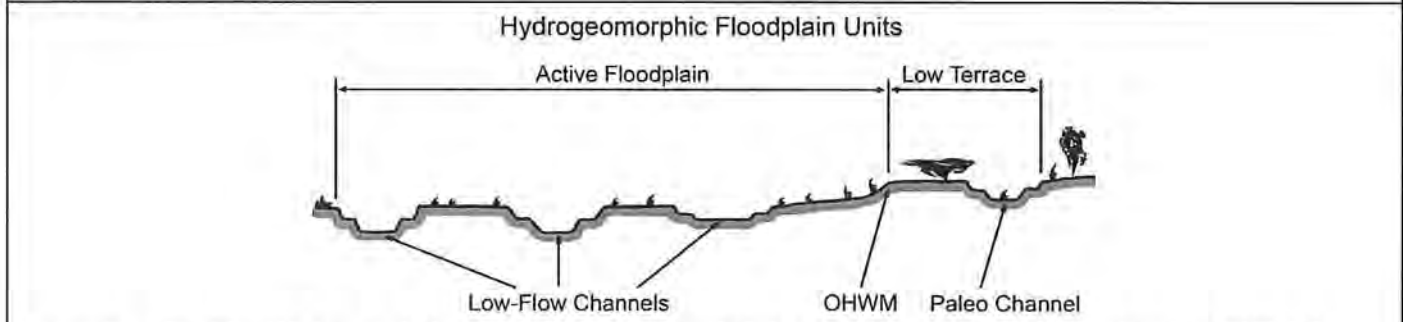 Hydrogeomorphic Floodplain Units
Active Floodplain
Low Terrace
Low-Flow Channels
OHWM
Paleo Channel